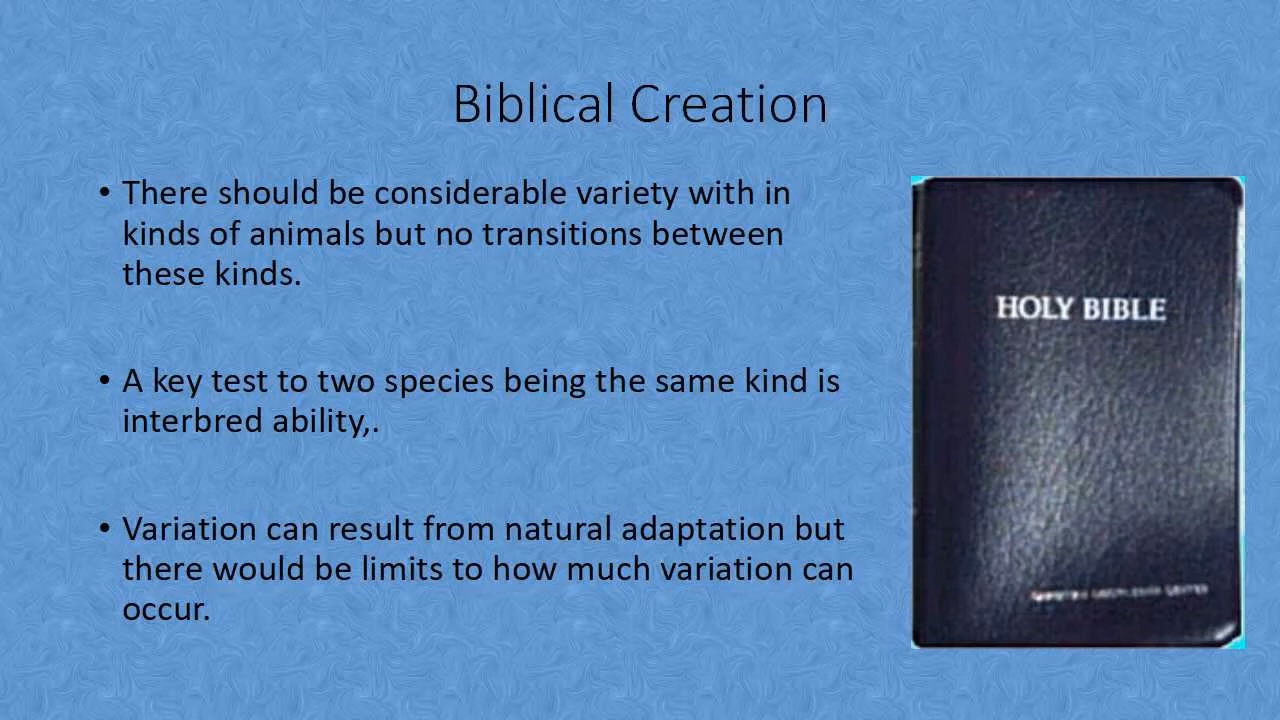 Biblical Creation
• There should be considerable variety with in
kinds of animals but no transitions between
these kinds.
• A key test to two species being the same kind is
interbred ability,.
• Variation can result from natural adaptation but
there would be limits to how much variation can
occur.
HOLY BIBLE